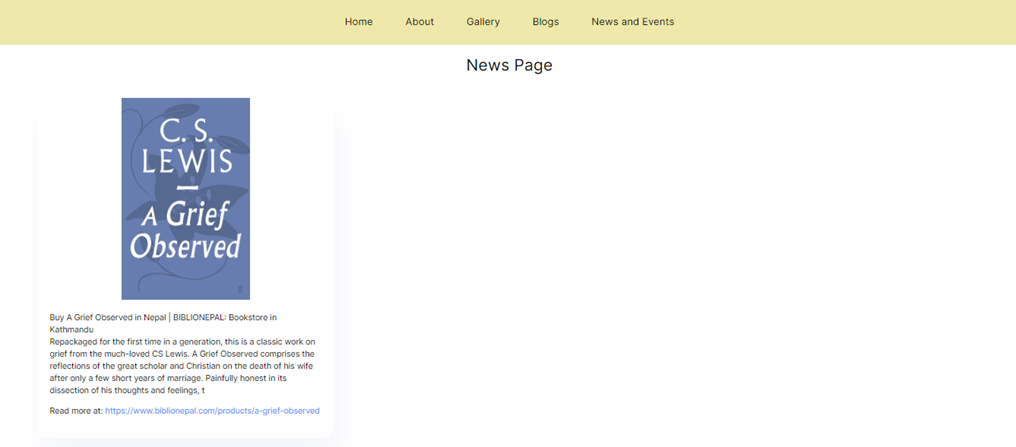 Home About Gallery Blogs News and Events
News Page
C. S.
LEWIS
A Grief
Observed
Buy A Grief Observed in Nepal | BIBLIONEPAL: Bookstore in
Kathmandu
Repackaged for the first time in a generation, this is a classic work on
grief from the much-loved CS Lewis. A Grief Observed comprises the
reflections of the great scholar and Christian on the death of his wife
after only a few short years of marriage. Painfully honest in its
dissection of his thoughts and feelings, t
Read more at: https://www.biblionepal.com/products/a-grief-observed